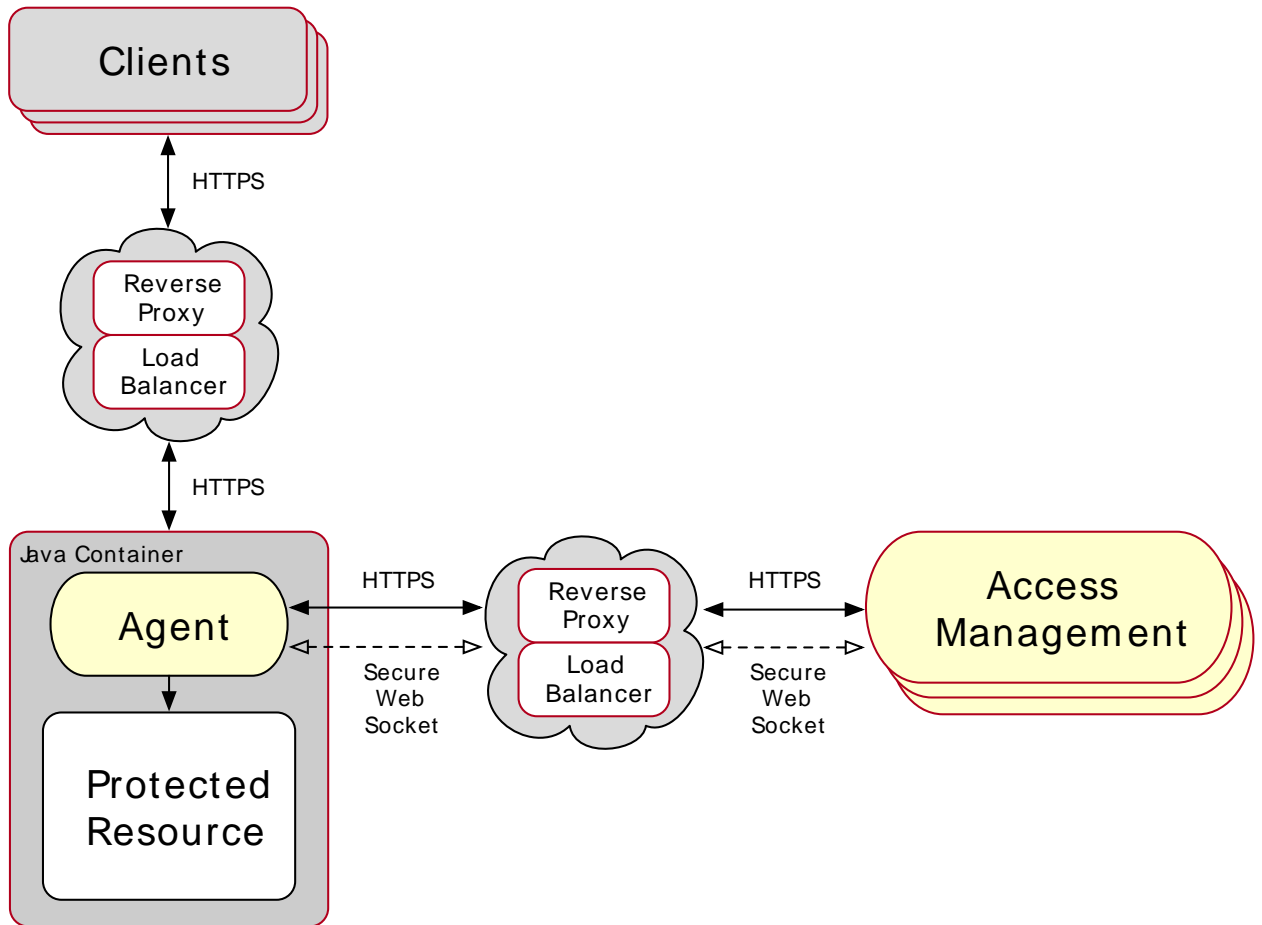 Clients
HTTPS
Reverse
Proxy
Load
Balancer
HTTPS
Java Container
Agent
Protected
Resource
HTTPS
Secure
Web
Socket
Reverse
Proxy
Load
Balancer
HTTPS
Secure
Web
Socket
Access
Management